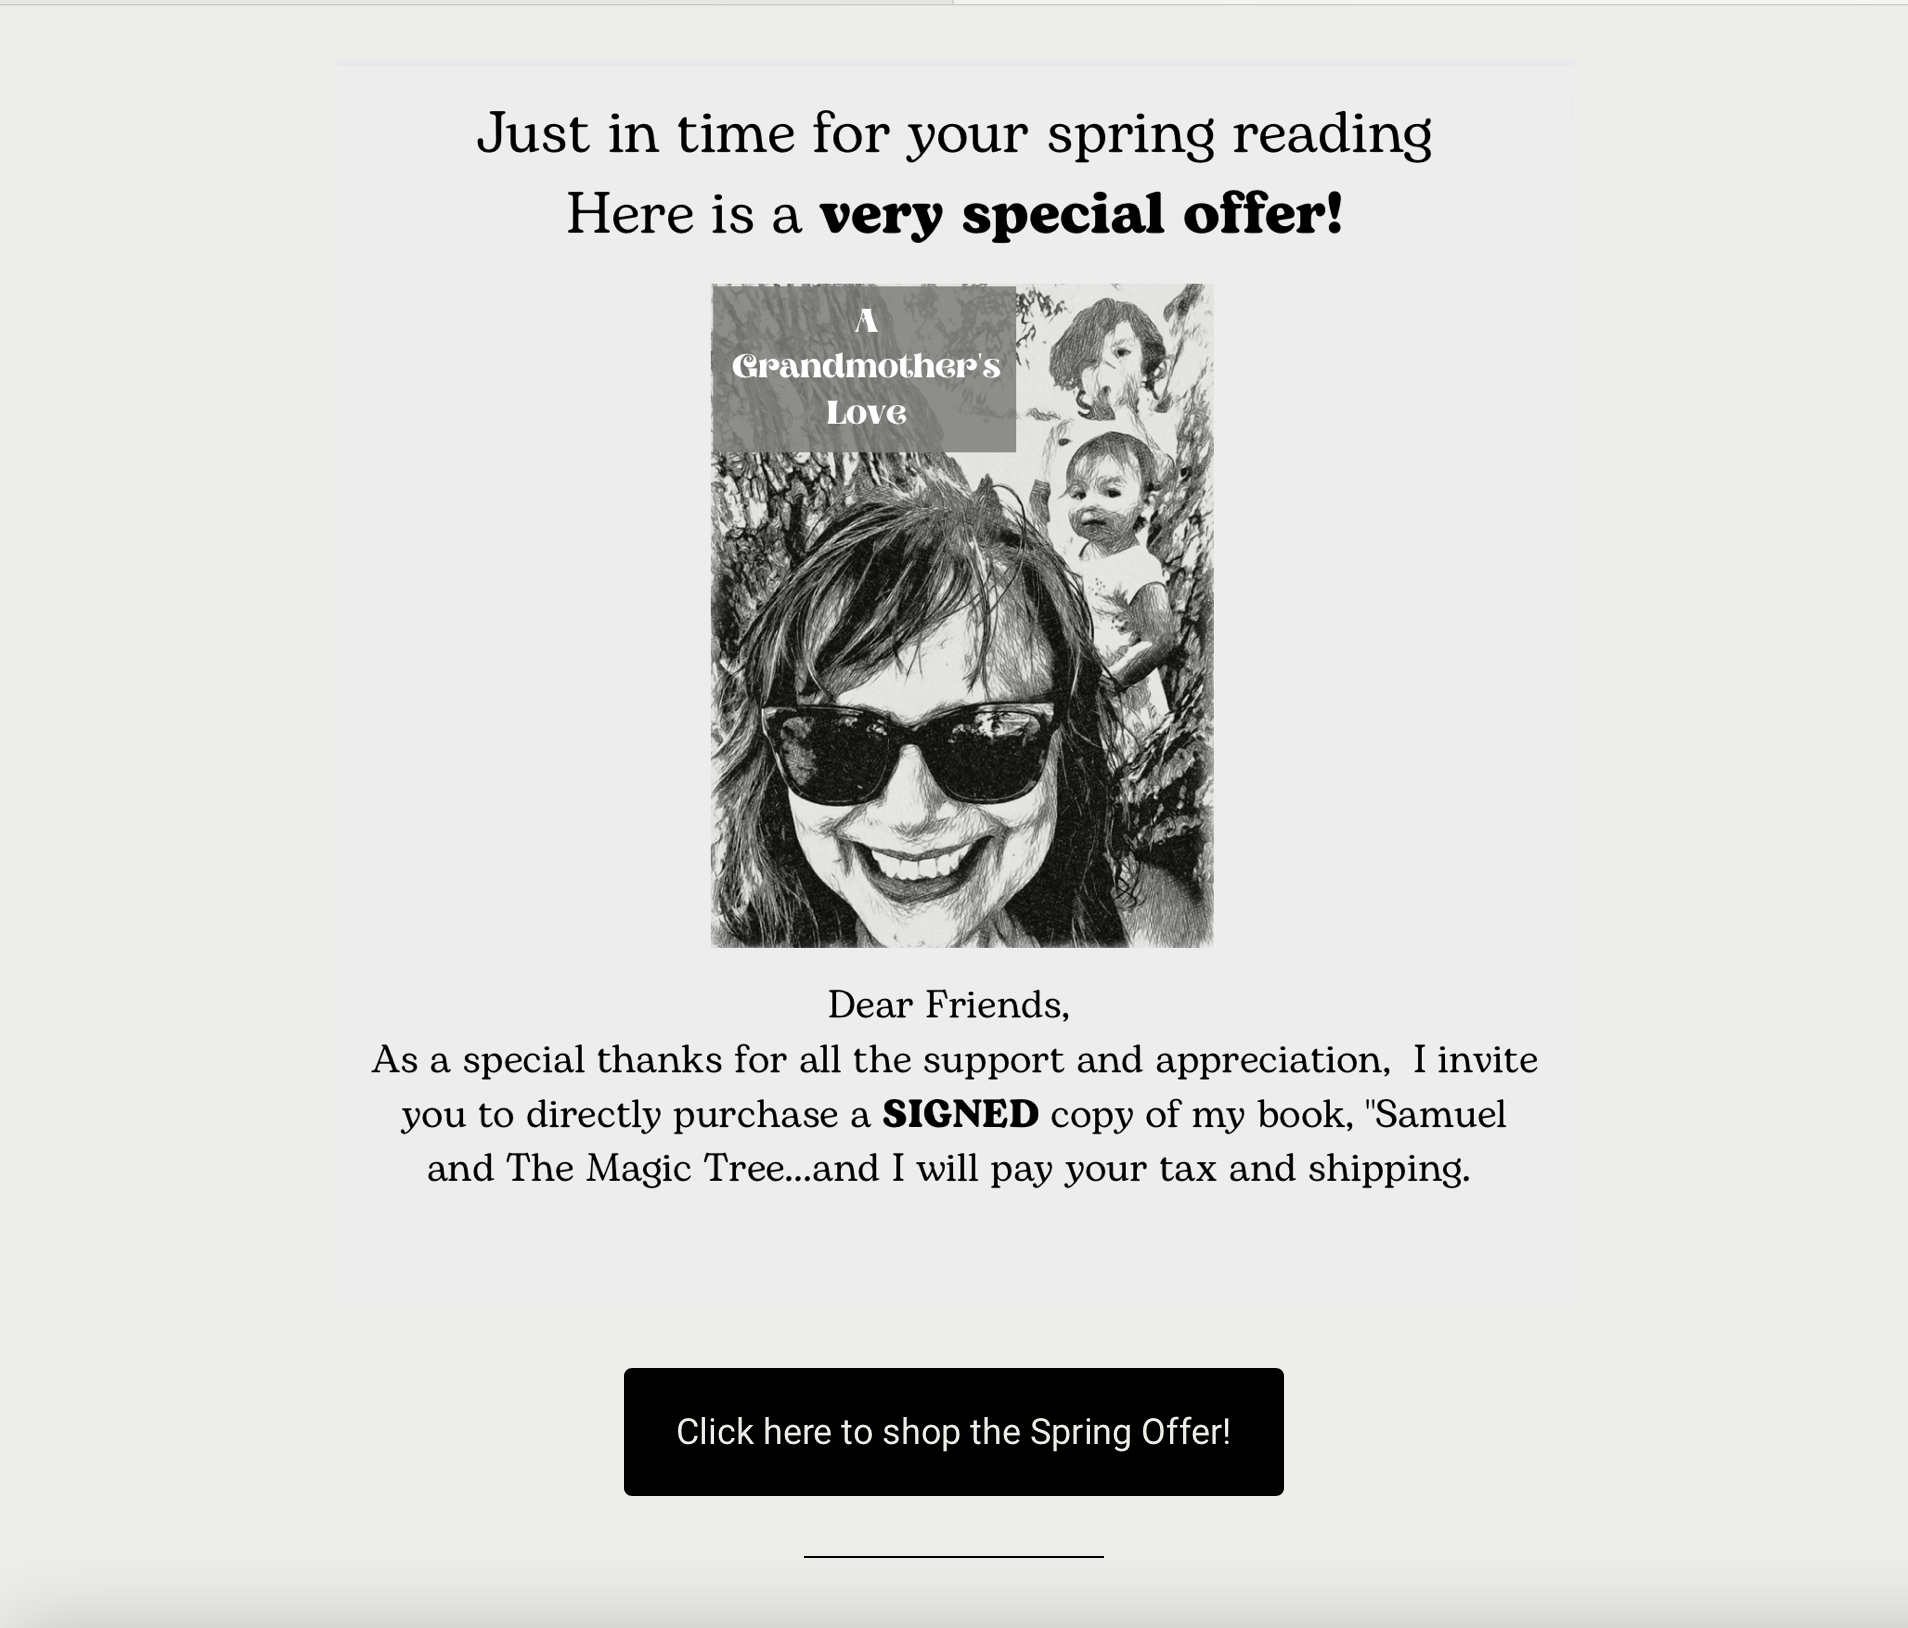 Just in time for your spring reading
Here is a very special offer!
A
Grandmother's
Love
Dear Friends,
As a special thanks for all the support and appreciation,  I invite
you to directly purchase a SIGNED copy of my book, "Samuel
and The Magic Tree...and I will pay your tax and shipping.
Click here to shop the Spring Offer!